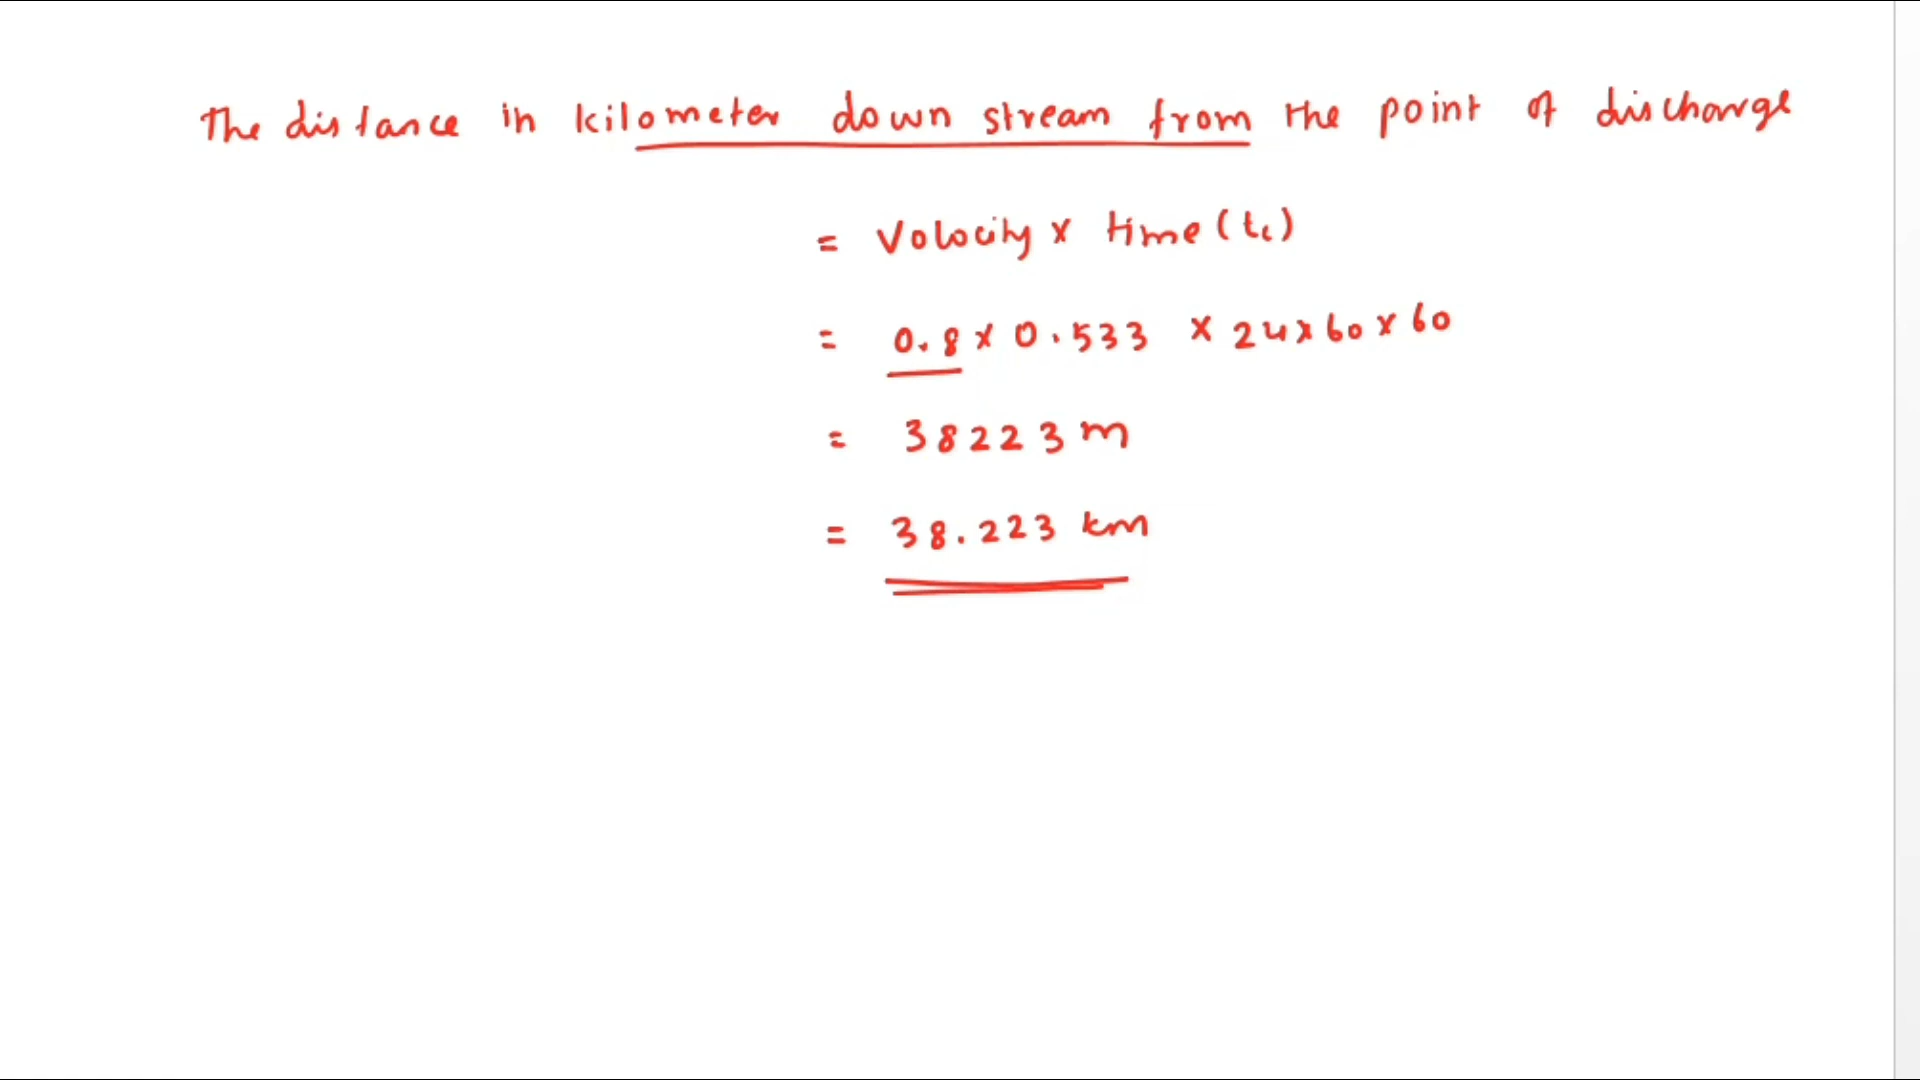 The distance in kilometer down stream from the point of discharge
= Volocity x time (tc)
= 0.8 x 0.533 x 24 x 60 x 60
= 38223 m
= 38.223 km